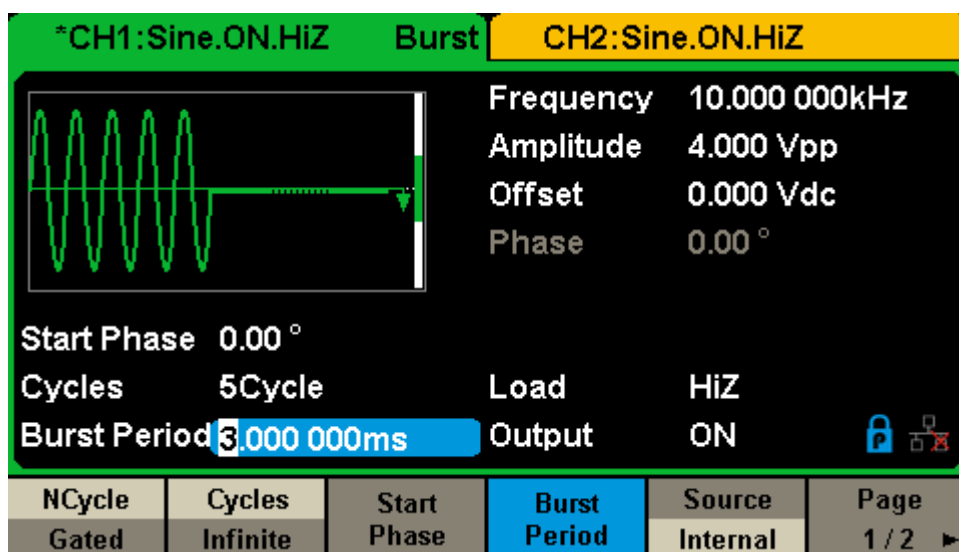 *CH1:Sine.ON.HiZ Burst CH2:Sine.ON.HiZ
Frequency 10.000 000kHz
Amplitude 4.000 Vpp
Offset 0.000 Vdc
Phase 0.00 °
Start Phase 0.00 °
Cycles 5Cycle Load HiZ
Burst Period 3.000 000ms Output ON P
NCycle Cycles Start Burst Source Page
Gated Infinite Phase Period Internal 1/2 ►